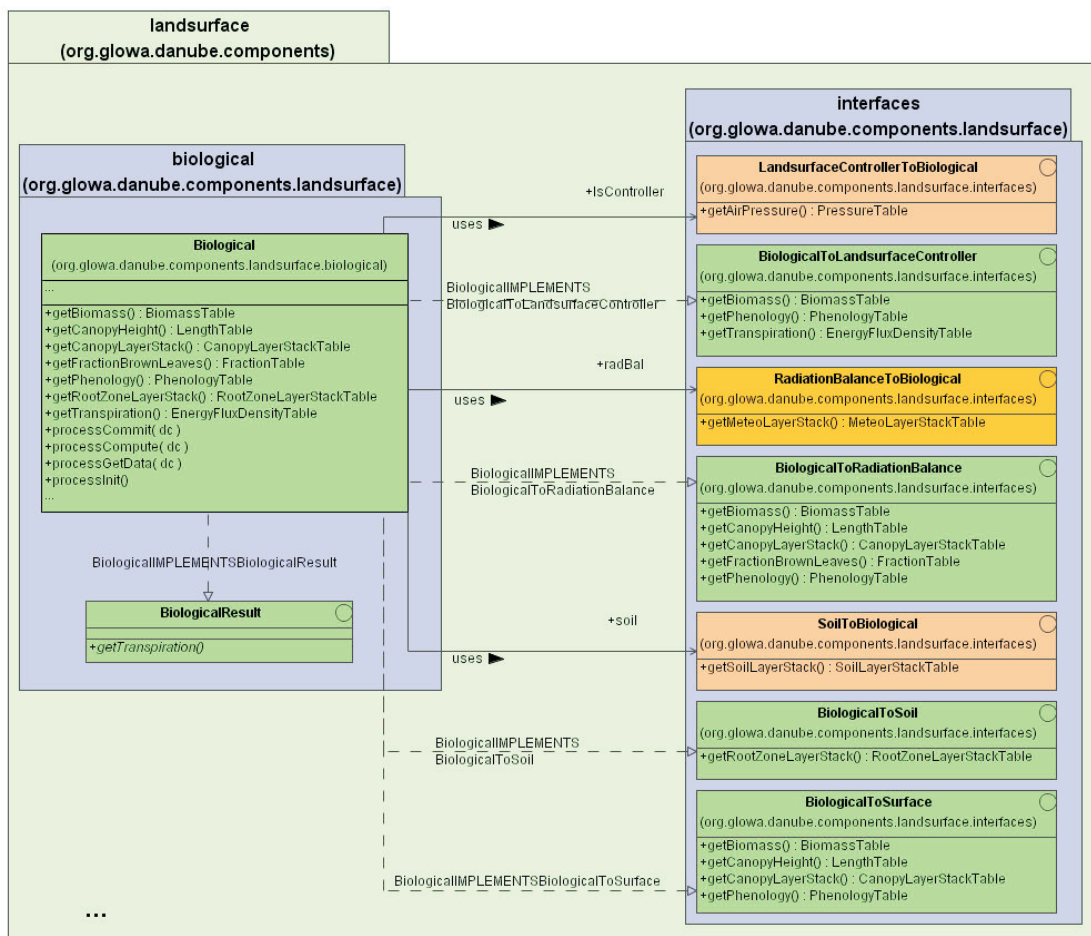 landsurface
(org.glowa.danube.components)
interfaces
(org.glowa.danube.components.landsurface)
biological
(org.glowa.danube.components.landsurface)
Biological
(org.glowa.danube.components.landsurface.biological)
...
+getBiomass() : BiomassTable
+getCanopyHeight() : LengthTable
+getCanopyLayerStack() : CanopyLayerStackTable
+getFractionBrownLeaves() : FractionTable
+getPhenology() : PhenologyTable
+getRootZoneLayerStack() : RootZoneLayerStackTable
+getTranspiration() : EnergyFluxDensityTable
+processCommit( dc )
+processCompute( dc )
+processGetData( dc )
+processInit()
...
BiologicalIMPLEMENTSBiologicalResult
BiologicalResult
+getTranspiration()
+lsController
uses
BiologicalIMPLEMENTS
BiologicalToLandsurfaceController
+radBal
uses
BiologicalIMPLEMENTS
BiologicalToRadiationBalance
+soil
uses
BiologicalIMPLEMENTS
BiologicalToSoil
BiologicalIMPLEMENTSBiologicalToSurface
LandsurfaceControllerToBiological
(org.glowa.danube.components.landsurface.interfaces)
+getAirPressure() : PressureTable
BiologicalToLandsurfaceController
(org.glowa.danube.components.landsurface.interfaces)
+getBiomass() : BiomassTable
+getPhenology() : PhenologyTable
+getTranspiration() : EnergyFluxDensityTable
RadiationBalanceToBiological
(org.glowa.danube.components.landsurface.interfaces)
+getMeteoLayerStack() : MeteoLayerStackTable
BiologicalToRadiationBalance
(org.glowa.danube.components.landsurface.interfaces)
+getBiomass() : BiomassTable
+getCanopyHeight() : LengthTable
+getCanopyLayerStack() : CanopyLayerStackTable
+getFractionBrownLeaves() : FractionTable
+getPhenology() : PhenologyTable
SoilToBiological
(org.glowa.danube.components.landsurface.interfaces)
+getSoilLayerStack() : SoilLayerStackTable
BiologicalToSoil
(org.glowa.danube.components.landsurface.interfaces)
+getRootZoneLayerStack() : RootZoneLayerStackTable
BiologicalToSurface
(org.glowa.danube.components.landsurface.interfaces)
+getBiomass() : BiomassTable
+getCanopyHeight() : LengthTable
+getCanopyLayerStack() : CanopyLayerStackTable
+getPhenology() : PhenologyTable
...